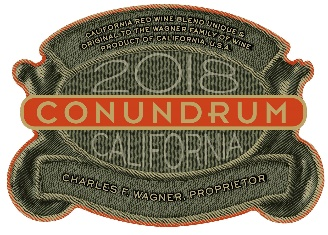 CALIFORNIA RED WINE BLEND UNIQUE &
ORIGINAL TO THE WAGNER FAMILY OF WINE
PRODUCT OF CALIFORNIA, U.S.A.
2018
CONUNDRUM
CALIFORNIA
CHARLES F. WAGNER, PROPRIETOR